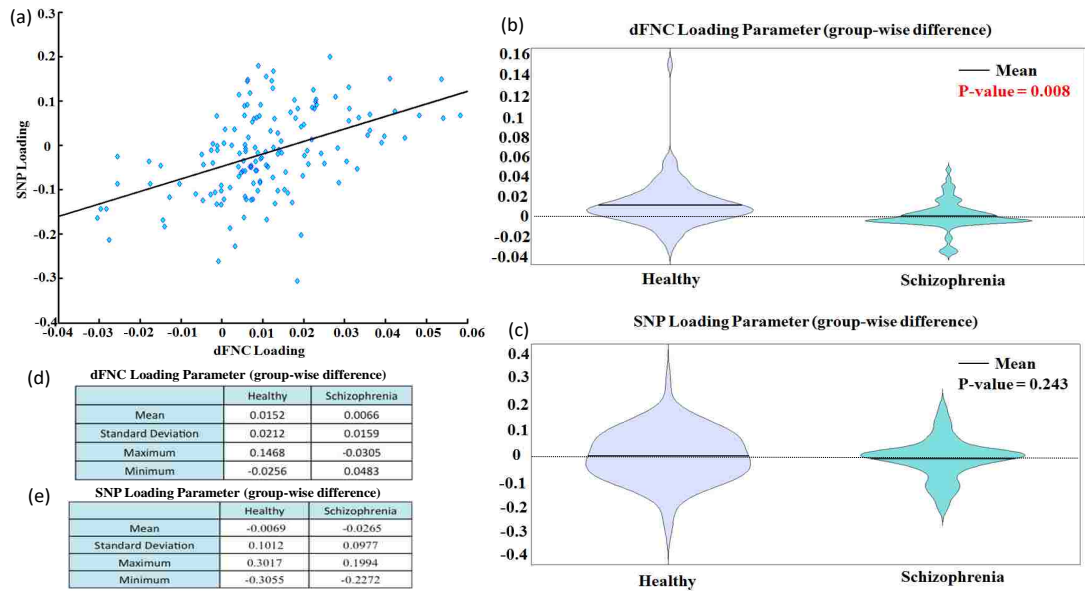 (a)
0.3
0.2
0.1
0
-0.1
-0.2
-0.3
-0.4
SNP Loading
-0.04 -0.03 -0.02 -0.01 0 0.01 0.02 0.03 0.04 0.05 0.06
dFNC Loading
(b)
dFNC Loading Parameter (group-wise difference)
0.16
0.14
0.12
0.1
0.08
0.06
0.04
0.02
0
-0.02
-0.04
Mean
P-value = 0.008
Healthy Schizophrenia
(c)
SNP Loading Parameter (group-wise difference)
0.4
0.3
0.2
0.1
0
-0.1
-0.2
-0.3
-0.4
Mean
P-value = 0.243
Healthy Schizophrenia
(d)
dFNC Loading Parameter (group-wise difference)
Healthy Schizophrenia
Mean 0.0152 0.0066
Standard Deviation 0.0212 0.0159
Maximum 0.1468 -0.0305
Minimum -0.0256 0.0483
(e)
SNP Loading Parameter (group-wise difference)
Healthy Schizophrenia
Mean -0.0069 -0.0265
Standard Deviation 0.1012 0.0977
Maximum 0.3017 0.1994
Minimum -0.3055 -0.2272